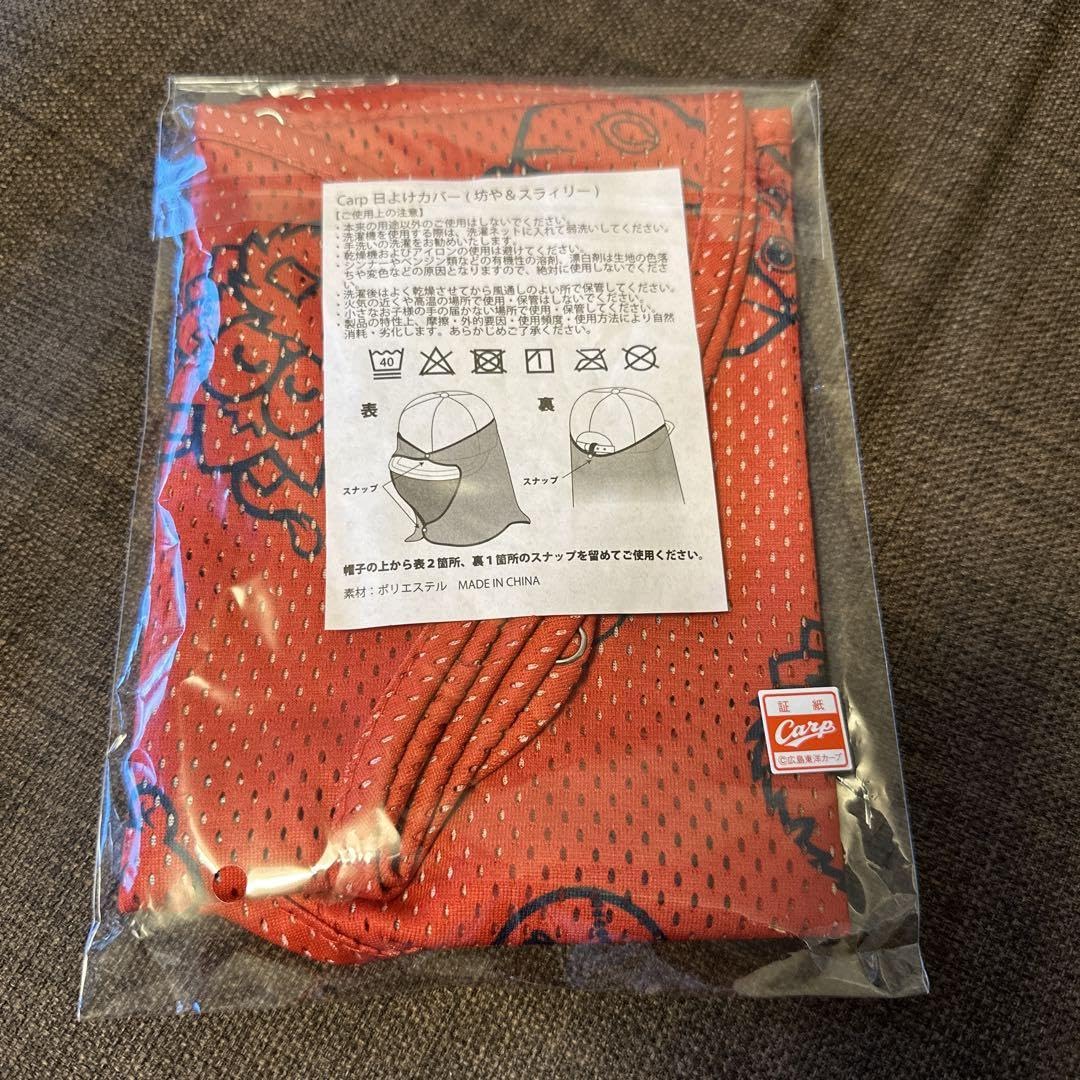 Carp 日よけカバー ( 坊や＆スライリー )
【ご使用上の注意】
・本来の用途以外のご使用はしないでください。
・洗濯機を使用する際は、洗濯ネットに入れて弱洗いしてください。
・手洗いの洗濯をお勧めいたします。
・乾燥機およびアイロンの使用は避けてください。
・シンナーやベンジン類などの有機性の溶剤、漂白剤は生地の色落
ちや変色などの原因となりますので、絶対に使用しないでくださ
い。
・洗濯後はよく乾燥させてから風通しのよい所で保管してください。
・火気の近くや高温の場所で使用・保管はしないでください。
・小さなお子様の手の届かない場所で使用・保管してください。
・製品の特性上、摩擦・外的要因・使用頻度・使用方法により自然
消耗・劣化します。あらかじめご了承ください。
40
表
裏
スナップ
スナップ
帽子の上から表２箇所、裏１箇所のスナップを留めてご使用ください。
素材：ポリエステル MADE IN CHINA
証 紙
Carp
©広島東洋カープ